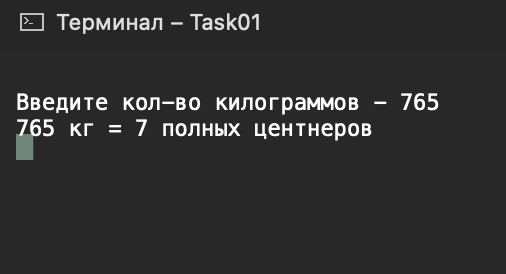 Терминал – Task01
Введите кол-во килограммов - 765
765 кг = 7 полных центнеров